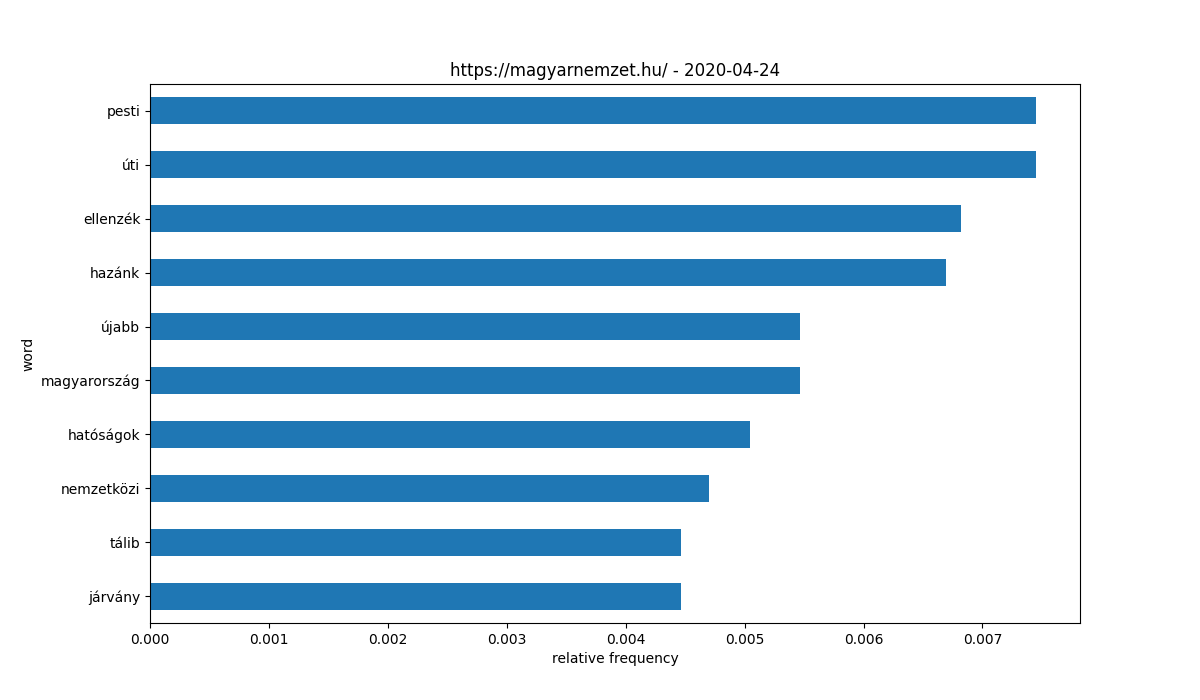 https://magyarnemzet.hu/ - 2020-04-24
pesti
úti
ellenzék
hazánk
újabb
magyarország
hatóságok
nemzetközi
tálib
járvány
word
0.000 0.001 0.002 0.003 0.004 0.005 0.006 0.007
relative frequency